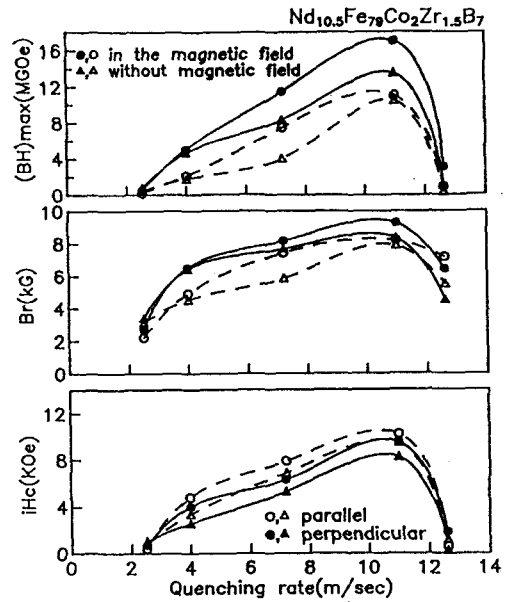 Nd10.5Fe79Co2Zr1.5B7
16
12
8
4
0
(BH)max(MGOe)
●,○ in the magnetic field
▲,△ without magnetic field
10
8
6
4
2
0
Br(kG)
12
8
4
0
iHc(KOe)
○,△ parallel
●,▲ perpendicular
0 2 4 6 8 10 12 14
Quenching rate(m/sec)